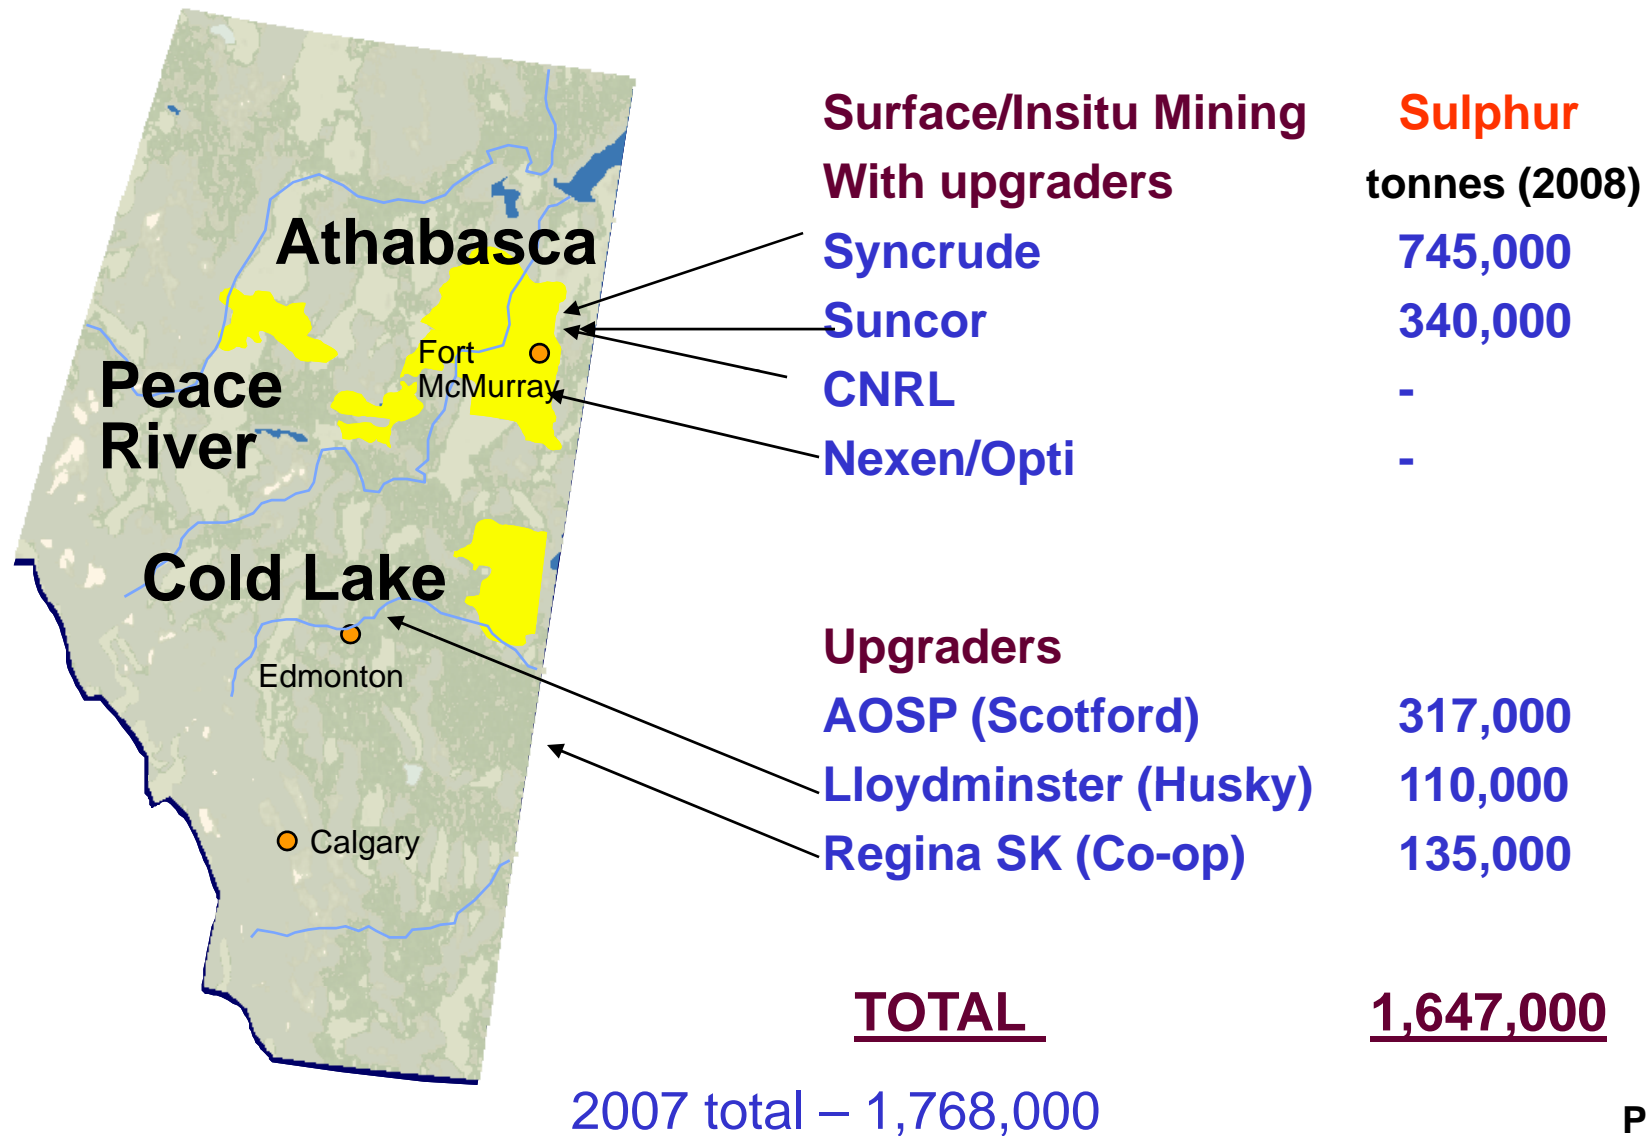 Surface/Insitu Mining Sulphur
With upgraders tonnes (2008)
Syncrude 745,000
Suncor 340,000
CNRL -
Nexen/Opti -
Upgraders
AOSP (Scotford) 317,000
Lloydminster (Husky) 110,000
Regina SK (Co-op) 135,000
TOTAL 1,647,000
2007 total – 1,768,000
P
Athabasca
Fort
McMurray
Peace
River
Cold Lake
Edmonton
Calgary